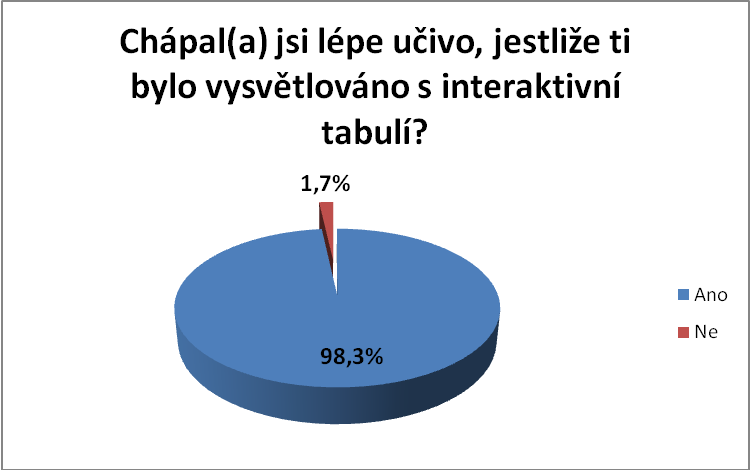 Chápal(a) jsi lépe učivo, jestliže ti
bylo vysvětlováno s interaktivní
tabulí?
1,7%
98,3%
Ano
Ne